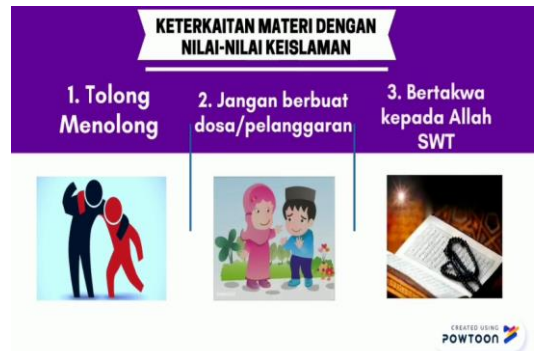 KETERKAITAN MATERI DENGAN
NILAI-NILAI KEISLAMAN
1. Tolong
Menolong
2. Jangan berbuat
dosa/pelanggaran
3. Bertakwa
kepada Allah
SWT
CREATED USING
POWTOON